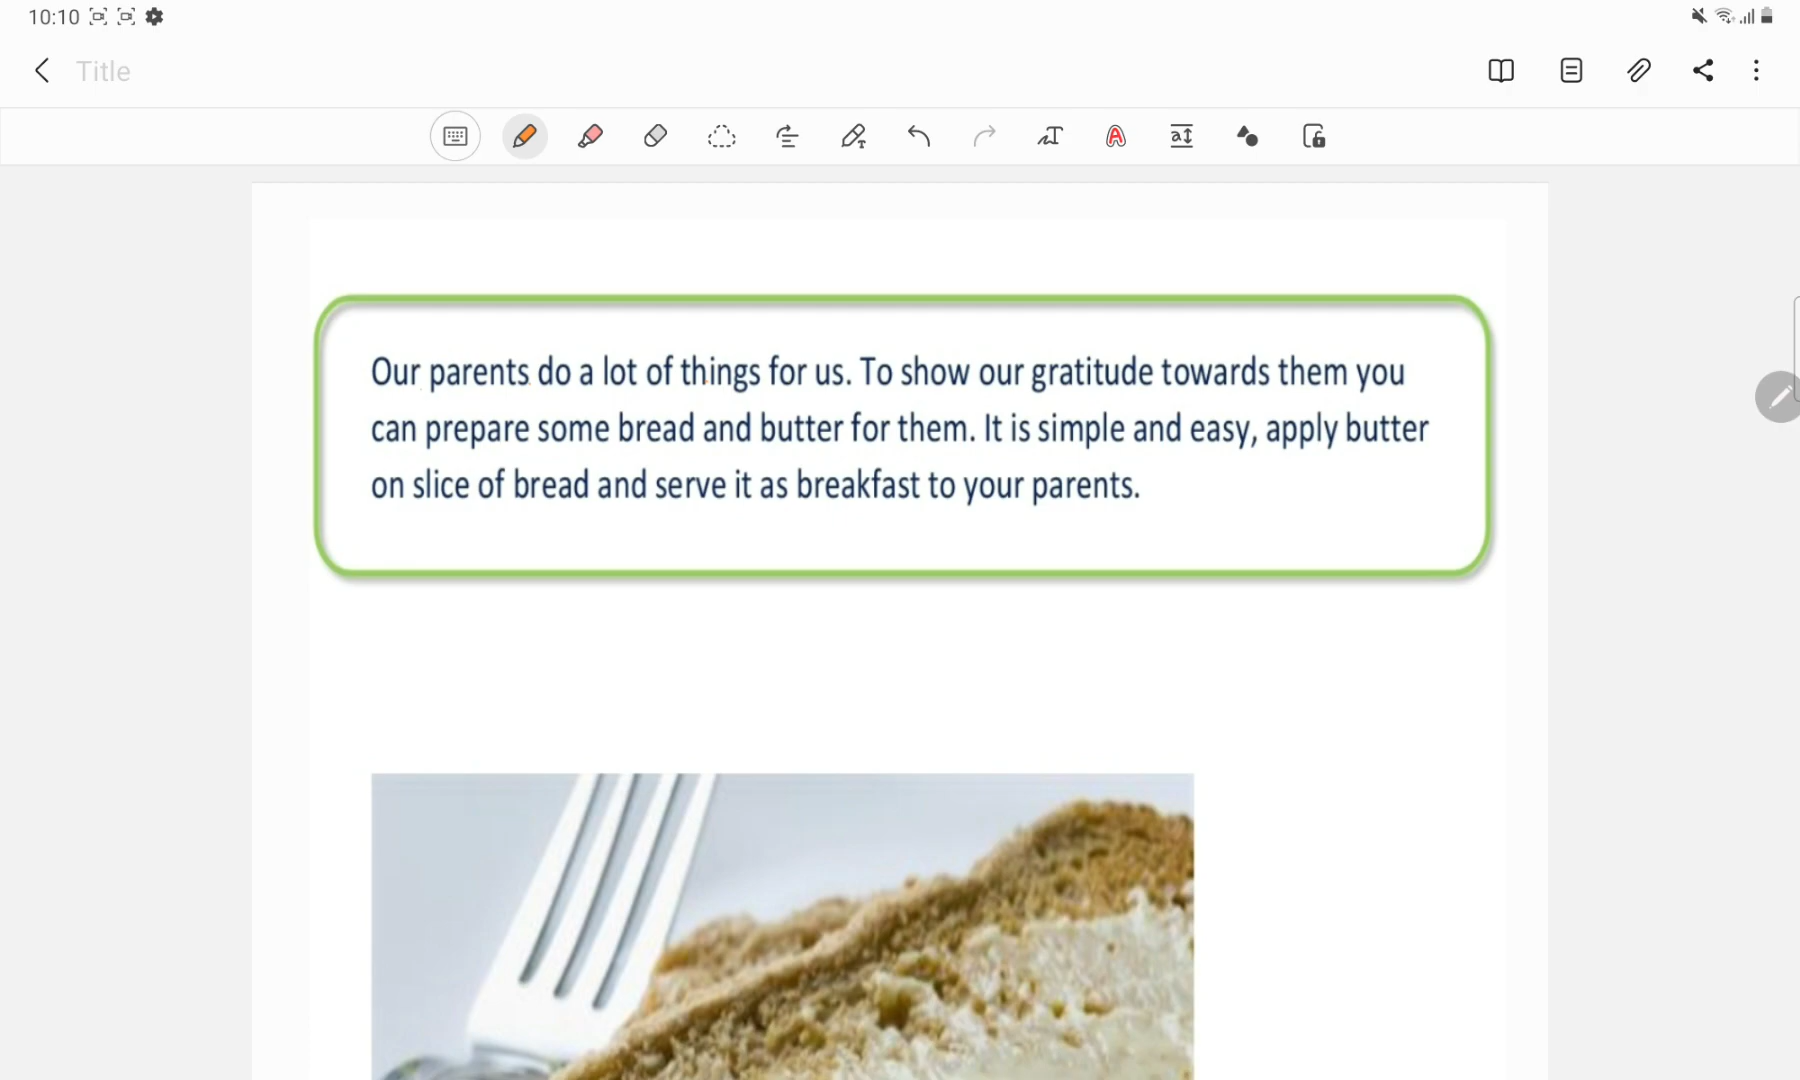 10:10
Title
Our parents do a lot of things for us. To show our gratitude towards them you
can prepare some bread and butter for them. It is simple and easy, apply butter
on slice of bread and serve it as breakfast to your parents.